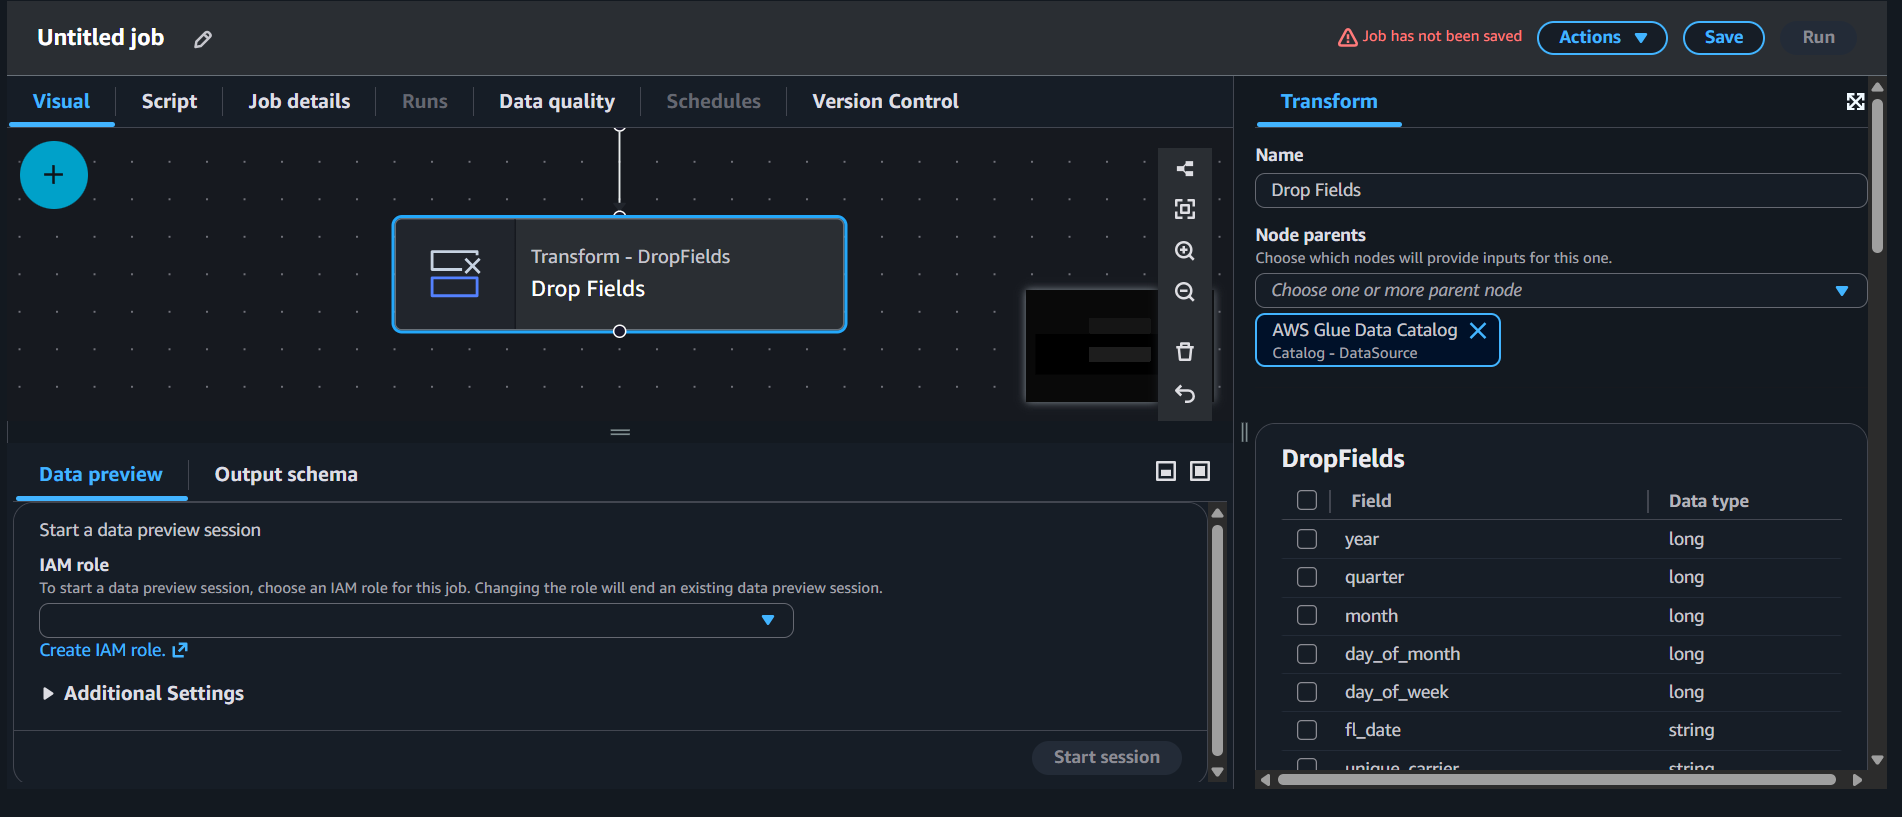 Untitled job
Job has not been saved
Actions
Save
Run
Visual
Script
Job details
Runs
Data quality
Schedules
Version Control
Transform - DropFields
Drop Fields
Data preview
Output schema
Start a data preview session
IAM role
To start a data preview session, choose an IAM role for this job. Changing the role will end an existing data preview session.
Create IAM role.
Additional Settings
Start session
Transform
Name
Drop Fields
Node parents
Choose which nodes will provide inputs for this one.
Choose one or more parent node
AWS Glue Data Catalog
Catalog - DataSource
DropFields
Field Data type
year long
quarter long
month long
day_of_month long
day_of_week long
fl_date string
unique_carrier string